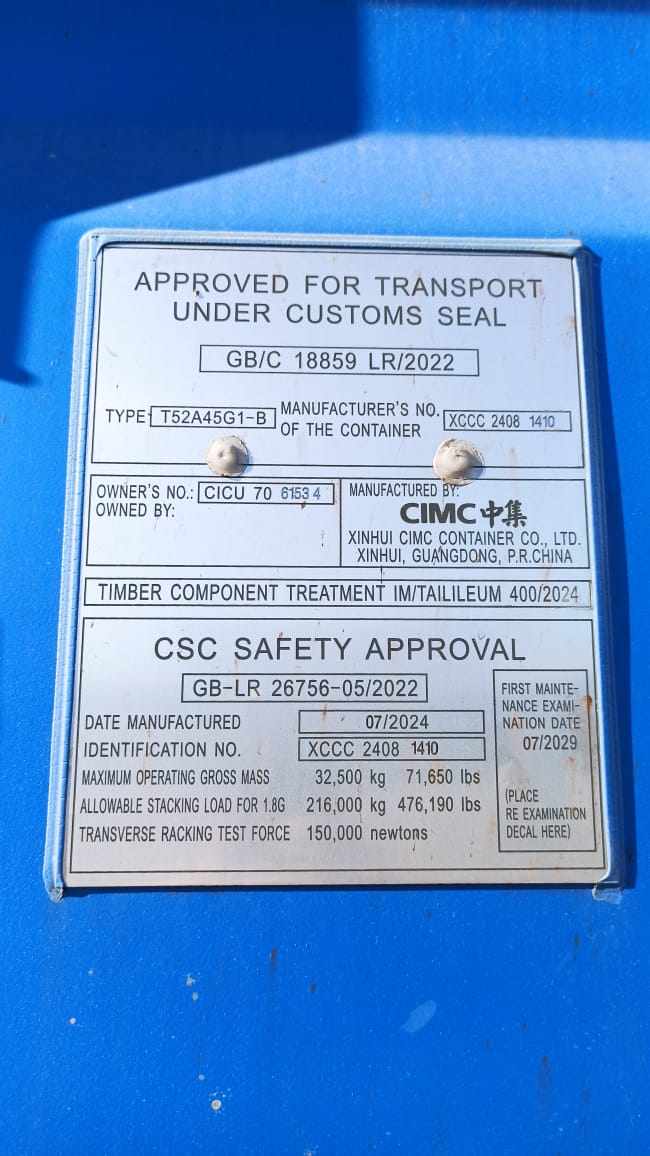 APPROVED FOR TRANSPORT
UNDER CUSTOMS SEAL
GB/C 18859 LR/2022
TYPE: T52A45G1-B
MANUFACTURER'S NO.
OF THE CONTAINER
XCCC 2408 1410
OWNER'S NO.: CICU 70 6153 4
OWNED BY:
MANUFACTURED BY:
CIMC中集
XINHUI CIMC CONTAINER CO., LTD.
XINHUI, GUANGDONG, P.R.CHINA
TIMBER COMPONENT TREATMENT IM/TAILILEUM 400/2024
CSC SAFETY APPROVAL
GB-LR 26756-05/2022
DATE MANUFACTURED 07/2024
IDENTIFICATION NO. XCCC 2408 1410
MAXIMUM OPERATING GROSS MASS 32,500 kg 71,650 lbs
ALLOWABLE STACKING LOAD FOR 1.8G 216,000 kg 476,190 lbs
TRANSVERSE RACKING TEST FORCE 150,000 newtons
FIRST MAINTE-
NANCE EXAMI-
NATION DATE
07/2029
(PLACE
RE EXAMINATION
DECAL HERE)